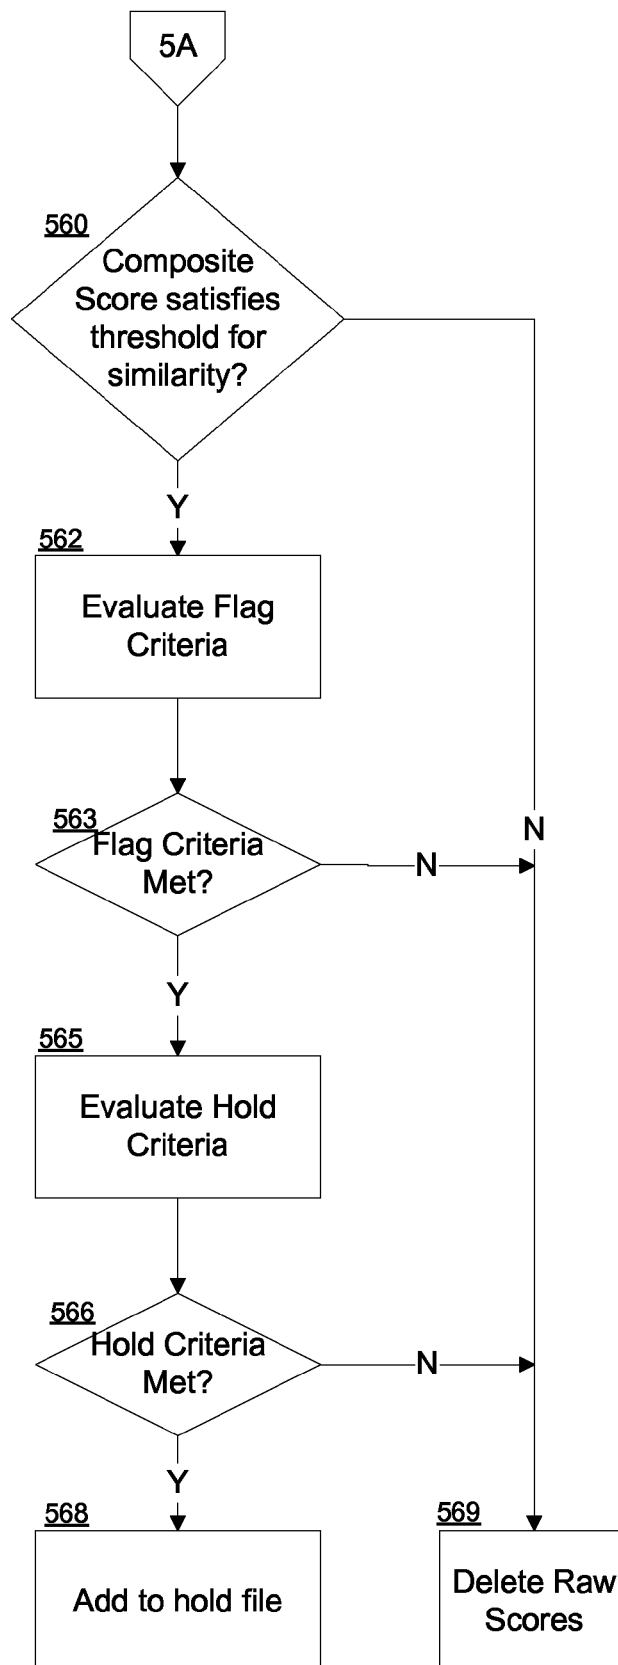 5A
560
Composite
Score satisfies
threshold for
similarity?
Y
562
Evaluate Flag
Criteria
563
Flag Criteria
Met?
N
N
Y
565
Evaluate Hold
Criteria
566
Hold Criteria
Met?
N
Y
568
Add to hold file
569
Delete Raw
Scores